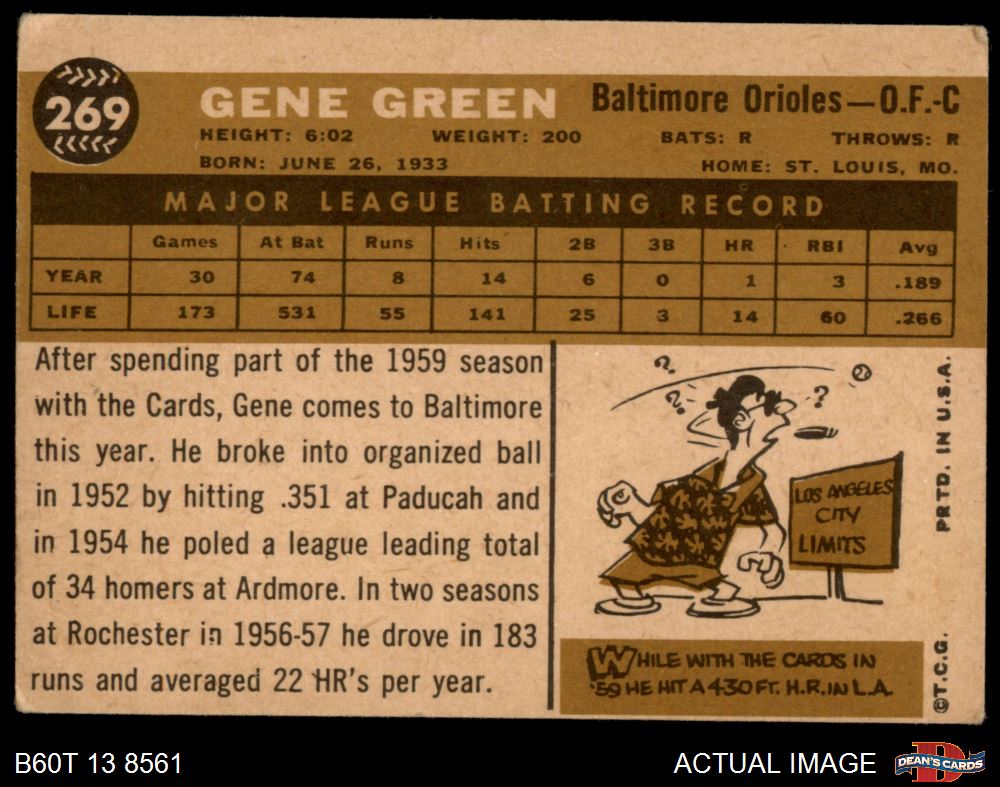 269
GENE GREEN Baltimore Orioles—O.F.-C
HEIGHT: 6:02 WEIGHT: 200 BATS: R THROWS: R
BORN: JUNE 26, 1933 HOME: ST. LOUIS, MO.
MAJOR LEAGUE BATTING RECORD
Games At Bat Runs Hits 2B 3B HR RBI Avg
YEAR 30 74 8 14 6 0 1 3 .189
LIFE 173 531 55 141 25 3 14 60 .266
After spending part of the 1959 season
with the Cards, Gene comes to Baltimore
this year. He broke into organized ball
in 1952 by hitting .351 at Paducah and
in 1954 he poled a league leading total
of 34 homers at Ardmore. In two seasons
at Rochester in 1956-57 he drove in 183
runs and averaged 22 HR's per year.
? ? ?
LOS ANGELES
CITY
LIMITS
WHILE WITH THE CARDS IN
'59 HE HIT A 430 FT. H.R. IN L.A.
©T.C.G. PRTD. IN U.S.A.
B60T 13 8561 ACTUAL IMAGE
D
DEAN'S CARDS